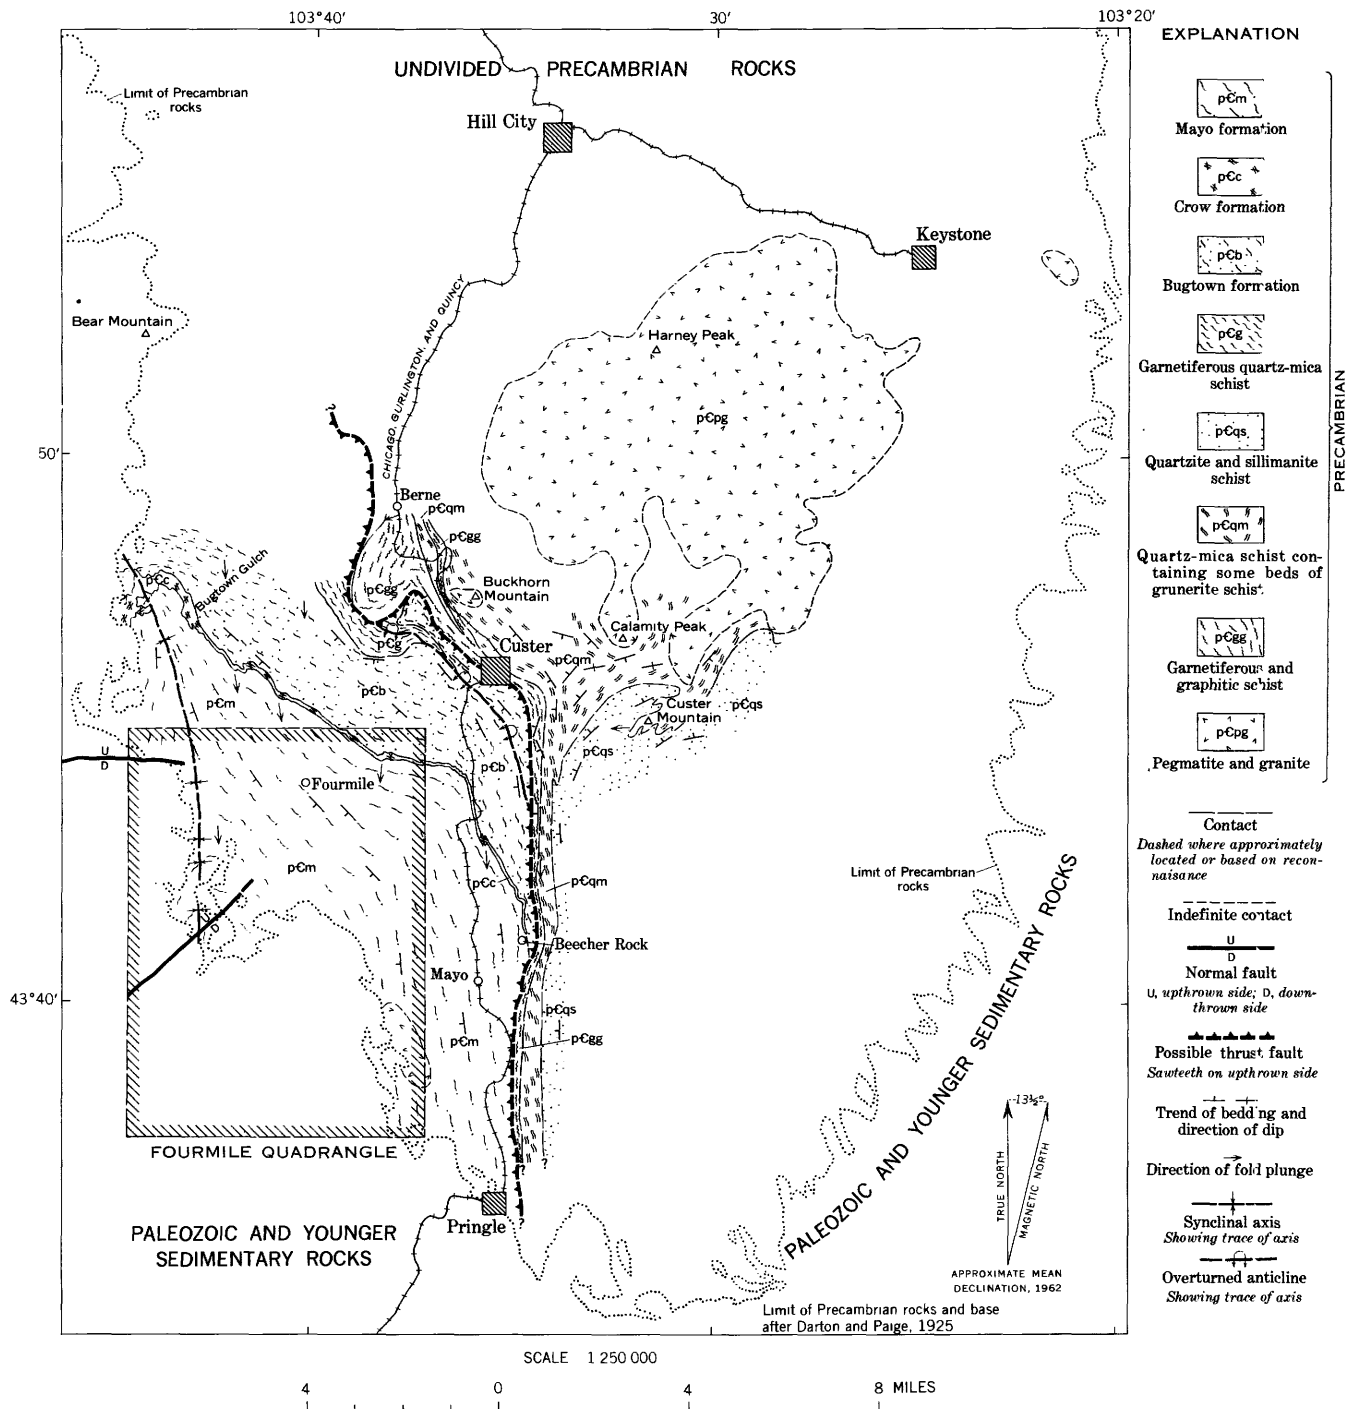 103°40′
30′
103°20′
UNDIVIDED PRECAMBRIAN ROCKS
Limit of Precambrian
rocks
Hill City
Keystone
CHICAGO, BURLINGTON, AND QUINCY
Bear Mountain
Harney Peak
p€pg
50′
?
Berne
p€qm
p€gg
Bugtown Gulch
p€c
p€gg
Buckhorn
Mountain
Calamity Peak
p€g
Custer
p€qm
p€b
p€m
Custer
Mountain
p€qs
p€qs
U
D
p€b
Fourmile
p€m
p€c
p€qm
Limit of Precambrian
rocks
U
D
Beecher Rock
Mayo
43°40′
p€qs
p€m
p€gg
FOURMILE QUADRANGLE
?
?
Pringle
?
PALEOZOIC AND YOUNGER
SEDIMENTARY ROCKS
PALEOZOIC AND YOUNGER SEDIMENTARY ROCKS
13½°
TRUE NORTH
MAGNETIC NORTH
APPROXIMATE MEAN
DECLINATION, 1962
Limit of Precambrian rocks and base
after Darton and Paige, 1925
SCALE 1 250 000
4 0 4 8 MILES
EXPLANATION
p€m
Mayo formation
p€c
Crow formation
p€b
Bugtown formation
p€g
Garnetiferous quartz-mica
schist
p€qs
Quartzite and sillimanite
schist
p€qm
Quartz-mica schist con-
taining some beds of
grunerite schist
p€gg
Garnetiferous and
graphitic schist
p€pg
Pegmatite and granite
PRECAMBRIAN
Contact
Dashed where approximately
located or based on recon-
naisance
Indefinite contact
U
D
Normal fault
U, upthrown side; D, down-
thrown side
Possible thrust fault
Sawteeth on upthrown side
Trend of bedding and
direction of dip
Direction of fold plunge
Synclinal axis
Showing trace of axis
Overturned anticline
Showing trace of axis